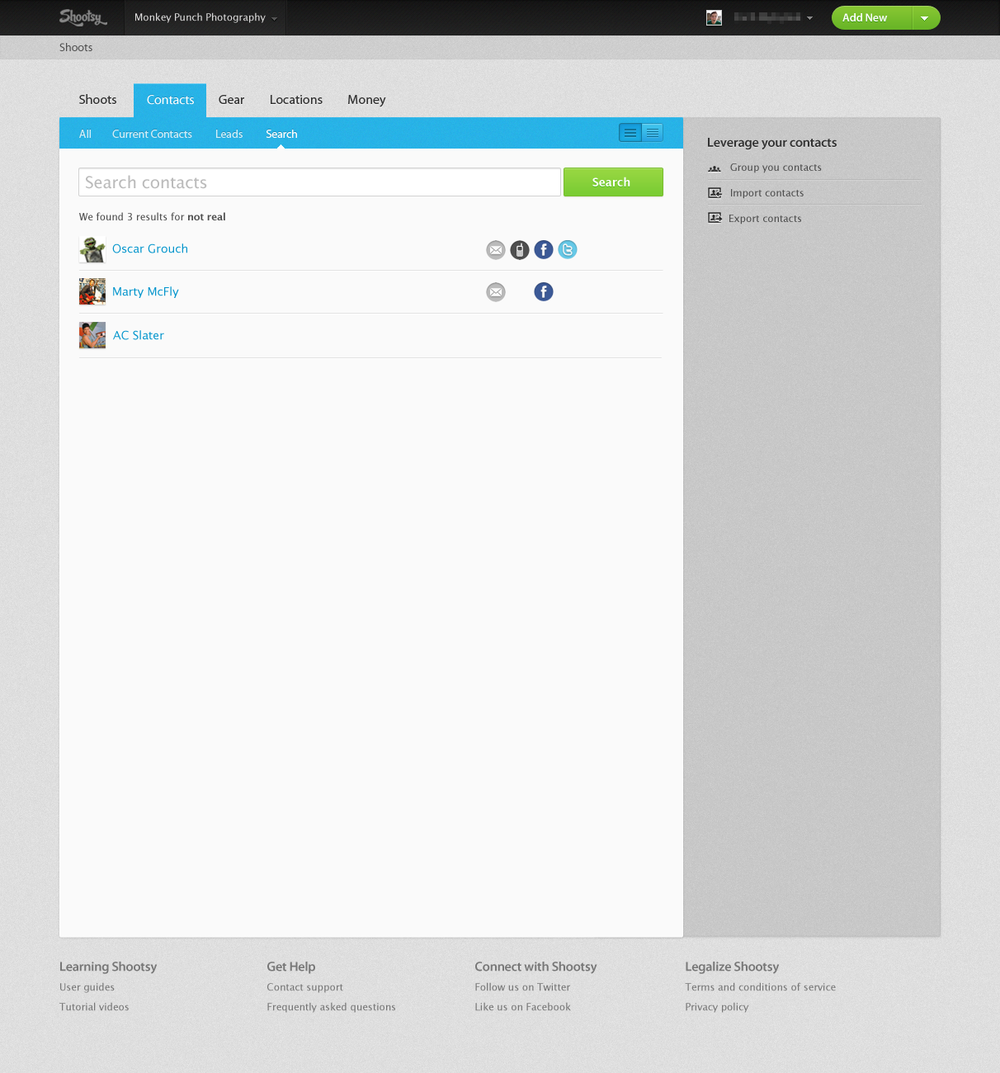 Shootsy
Monkey Punch Photography
Add New
Shoots
Shoots Contacts Gear Locations Money
All Current Contacts Leads Search
Leverage your contacts
Group you contacts
Import contacts
Export contacts
Search contacts
Search
We found 3 results for not real
Oscar Grouch
Marty McFly
AC Slater
Learning Shootsy
User guides
Tutorial videos
Get Help
Contact support
Frequently asked questions
Connect with Shootsy
Follow us on Twitter
Like us on Facebook
Legalize Shootsy
Terms and conditions of service
Privacy policy